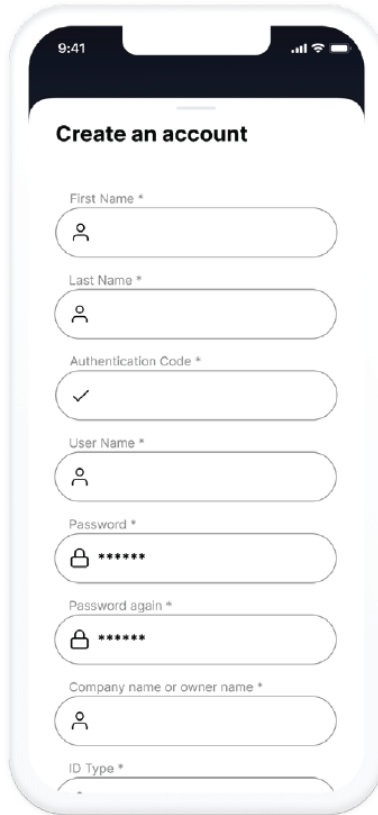 9:41
Create an account
First Name *
Last Name *
Authentication Code *
User Name *
Password *
******
Password again *
******
Company name or owner name *
ID Type *